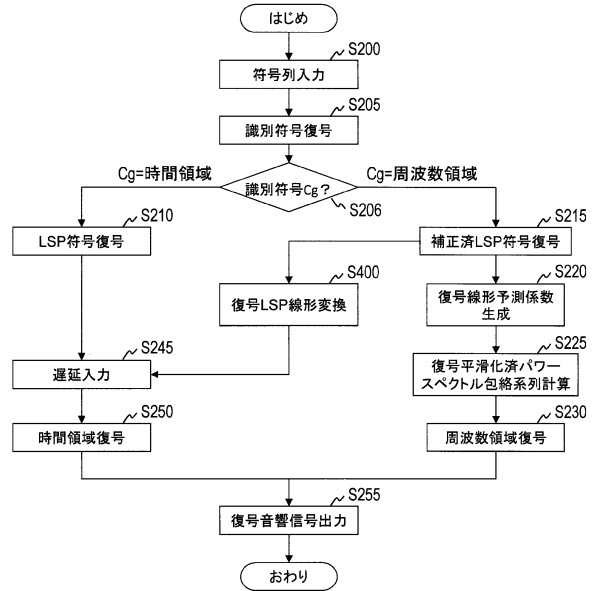 はじめ
S200
符号列入力
S205
識別符号復号
Cg=時間領域
Cg=周波数領域
識別符号Cg？
S206
S210
LSP符号復号
S215
補正済LSP符号復号
S400
復号LSP線形変換
S220
復号線形予測係数
生成
S245
遅延入力
S225
復号平滑化済パワー
スペクトル包絡系列計算
S250
時間領域復号
S230
周波数領域復号
S255
復号音響信号出力
おわり